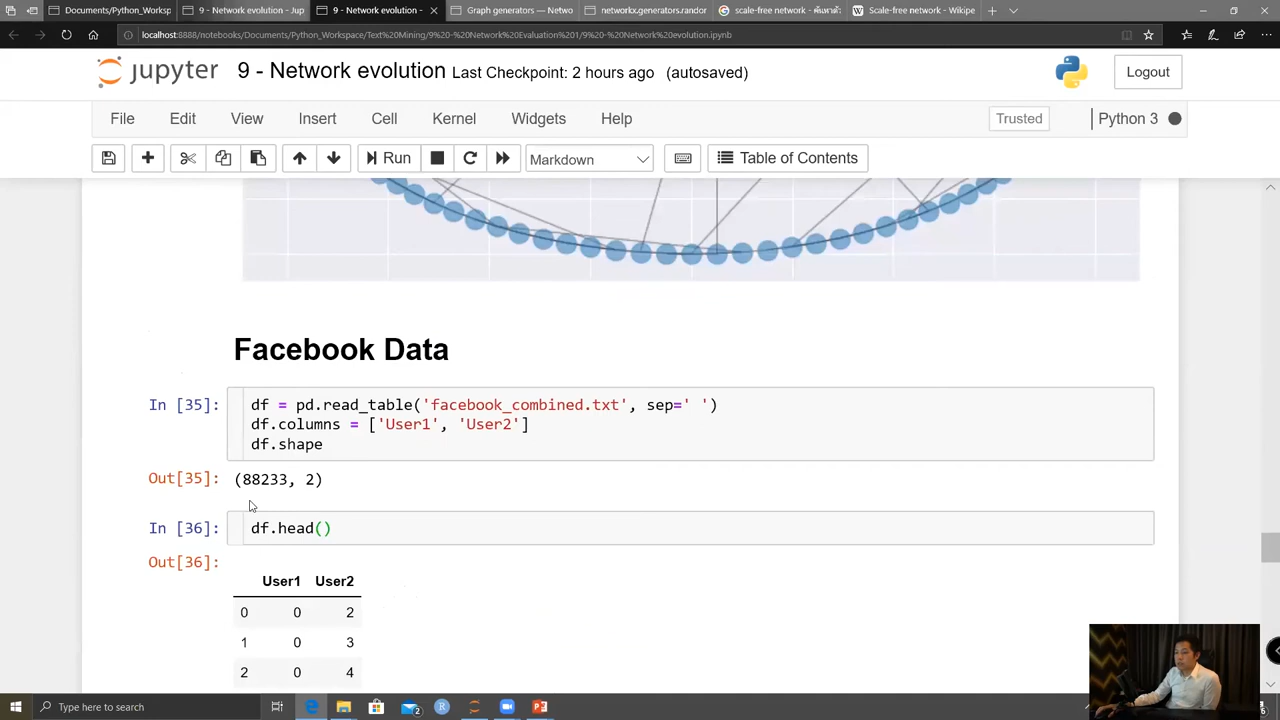 Documents/Python_Worksp
9 - Network evolution - Jup
9 - Network evolution -
Graph generators — Netwo
networkx.generators.randor
scale-free network - ค้นหาด้ว
Scale-free network - Wikipe
localhost:8888/notebooks/Documents/Python_Workspace/Text%20Mining/9%20-%20Network%20Evaluation%201/9%20-%20Network%20evolution.ipynb
jupyter 9 - Network evolution Last Checkpoint: 2 hours ago (autosaved)
Logout
File Edit View Insert Cell Kernel Widgets Help
Trusted
Python 3
Run
Markdown
Table of Contents
Facebook Data
In [35]: df = pd.read_table('facebook_combined.txt', sep=' ')
df.columns = ['User1', 'User2']
df.shape
Out[35]: (88233, 2)
In [36]: df.head()
Out[36]:
User1 User2
0 0 2
1 0 3
2 0 4
Type here to search